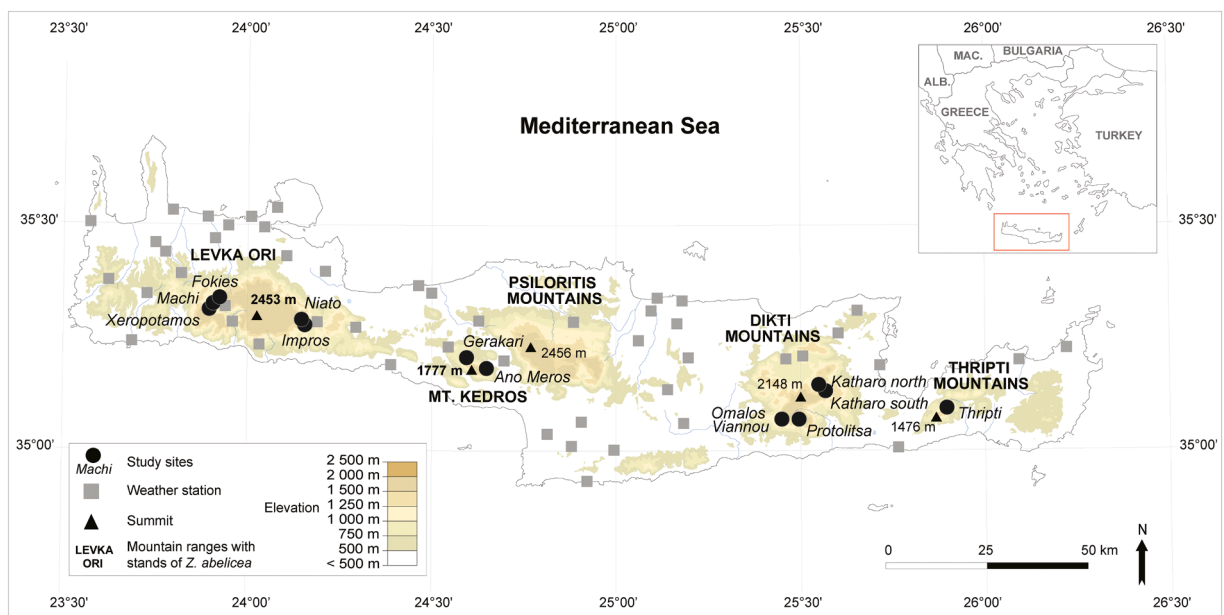 23°30'
24°00'
24°30'
25°00'
25°30'
26°00'
26°30'
MAC.
BULGARIA
ALB.
GREECE
TURKEY
Mediterranean Sea
35°30'
35°30'
LEVKA ORI
Fokies
Machi
2453 m
Niato
Xeropotamos
Impros
PSILORITIS
MOUNTAINS
Gerakari
2456 m
1777 m
Ano Meros
MT. KEDROS
DIKTI
MOUNTAINS
2148 m
Katharo north
Katharo south
Omalos
Viannou
Protolitsa
THRIPTI
MOUNTAINS
Thripti
1476 m
35°00'
35°00'
Machi
Study sites
Weather station
Summit
LEVKA
ORI
Mountain ranges with
stands of Z. abelicea
Elevation
2 500 m
2 000 m
1 500 m
1 250 m
1 000 m
750 m
500 m
< 500 m
0
25
50 km
N
23°30'
24°00'
24°30'
25°00'
25°30'
26°00'
26°30'